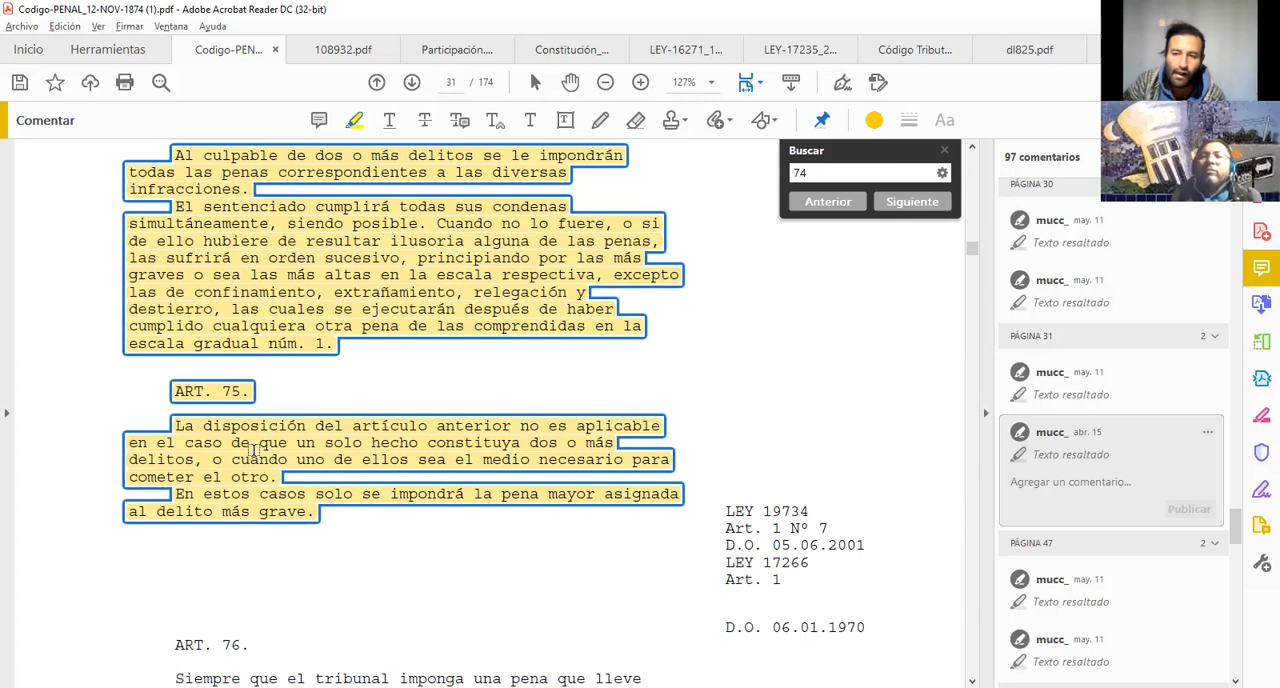 Codigo-PENAL_12-NOV-1874 (1).pdf - Adobe Acrobat Reader DC (32-bit)
Archivo Edición Ver Firmar Ventana Ayuda
Inicio Herramientas Codigo-PEN... × 108932.pdf Participación.... Constitución_... LEY-16271_1... LEY-17235_2... Código Tribut... dl825.pdf
31 / 174 127%
Comentar
Aa
Buscar
74
Anterior Siguiente
Al culpable de dos o más delitos se le impondrán
todas las penas correspondientes a las diversas
infracciones.
El sentenciado cumplirá todas sus condenas
simultáneamente, siendo posible. Cuando no lo fuere, o si
de ello hubiere de resultar ilusoria alguna de las penas,
las sufrirá en orden sucesivo, principiando por las más
graves o sea las más altas en la escala respectiva, excepto
las de confinamiento, extrañamiento, relegación y
destierro, las cuales se ejecutarán después de haber
cumplido cualquiera otra pena de las comprendidas en la
escala gradual núm. 1.
ART. 75.
La disposición del artículo anterior no es aplicable
en el caso de que un solo hecho constituya dos o más
delitos, o cuando uno de ellos sea el medio necesario para
cometer el otro.
En estos casos solo se impondrá la pena mayor asignada
al delito más grave.
LEY 19734
Art. 1 Nº 7
D.O. 05.06.2001
LEY 17266
Art. 1
D.O. 06.01.1970
ART. 76.
Siempre que el tribunal imponga una pena que lleve
97 comentarios
PÁGINA 30
mucc_ may. 11
Texto resaltado
mucc_ may. 11
Texto resaltado
PÁGINA 31 2
mucc_ may. 11
Texto resaltado
mucc_ abr. 15
Texto resaltado
Agregar un comentario...
Publicar
PÁGINA 47 2
mucc_ may. 11
Texto resaltado
mucc_ may. 11
Texto resaltado